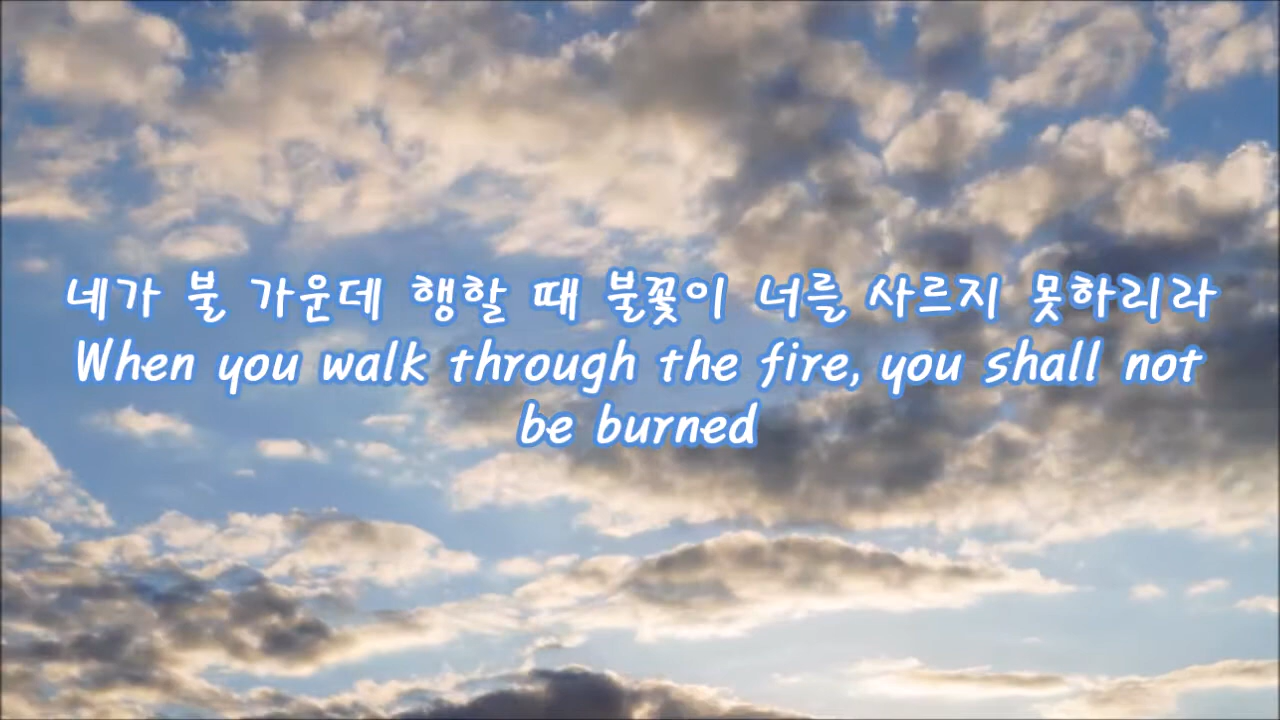 네가 불 가운데 행할 때 불꽃이 너를 사르지 못하리라
When you walk through the fire, you shall not
be burned